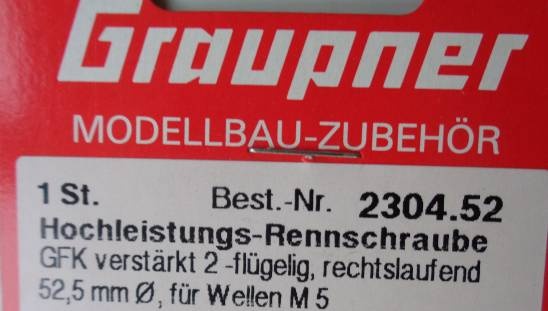 Graupner
MODELLBAU-ZUBEHÖR
1 St. Best.-Nr. 2304.52
Hochleistungs-Rennschraube
GFK verstärkt 2 -flügelig, rechtslaufend
52,5 mm Ø, für Wellen M 5